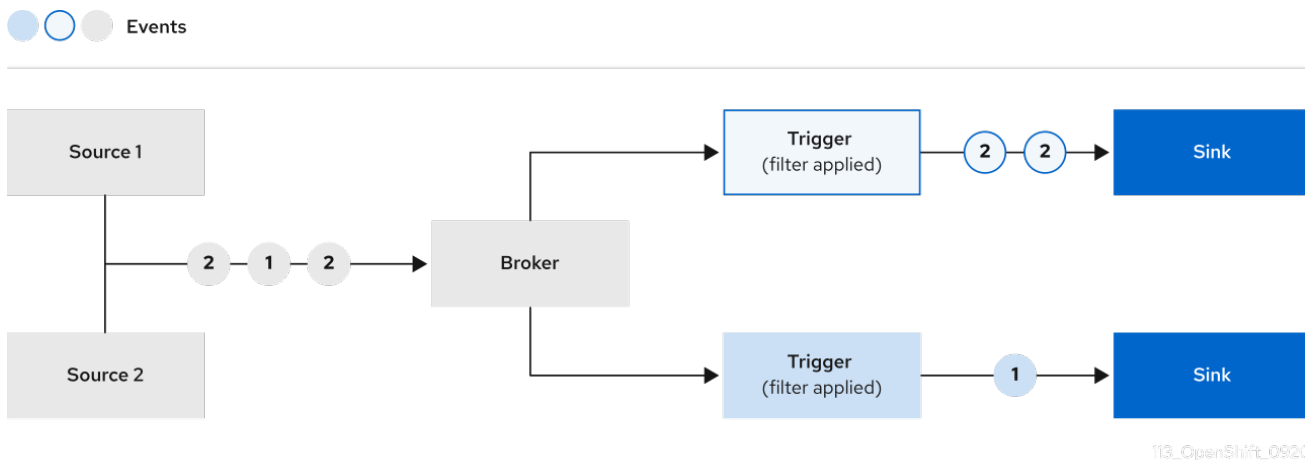 Events
Source 1
Trigger
(filter applied)
2 2
Sink
2 1 2
Broker
Source 2
Trigger
(filter applied)
1
Sink
113_OpenShift_0920